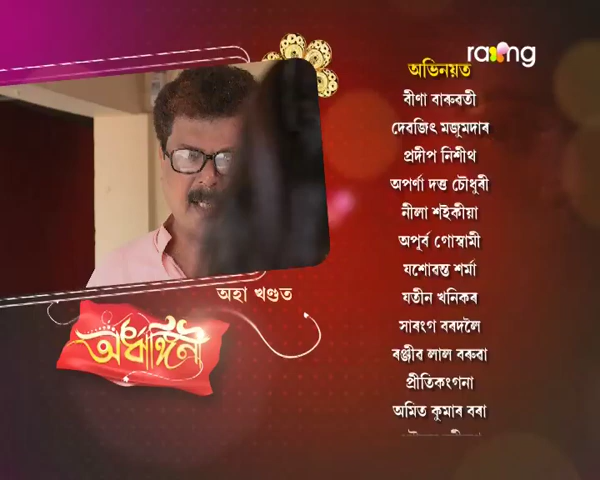 rang
অভিনয়ত
বীণা বাৰুৱতী
দেৱজিৎ মজুমদাৰ
প্ৰদীপ নিশীথ
অপৰ্ণা দত্ত চৌধুৰী
নীলা শইকীয়া
অপূৰ্ব গোস্বামী
যশোৱন্ত শৰ্মা
যতীন খনিকৰ
সাৰংগ বৰদলৈ
ৰঞ্জীৱ লাল বৰুৱা
প্ৰীতিকংগনা
অমিত কুমাৰ বৰা
অহা খণ্ডত
অৰ্ধাঙ্গিনী